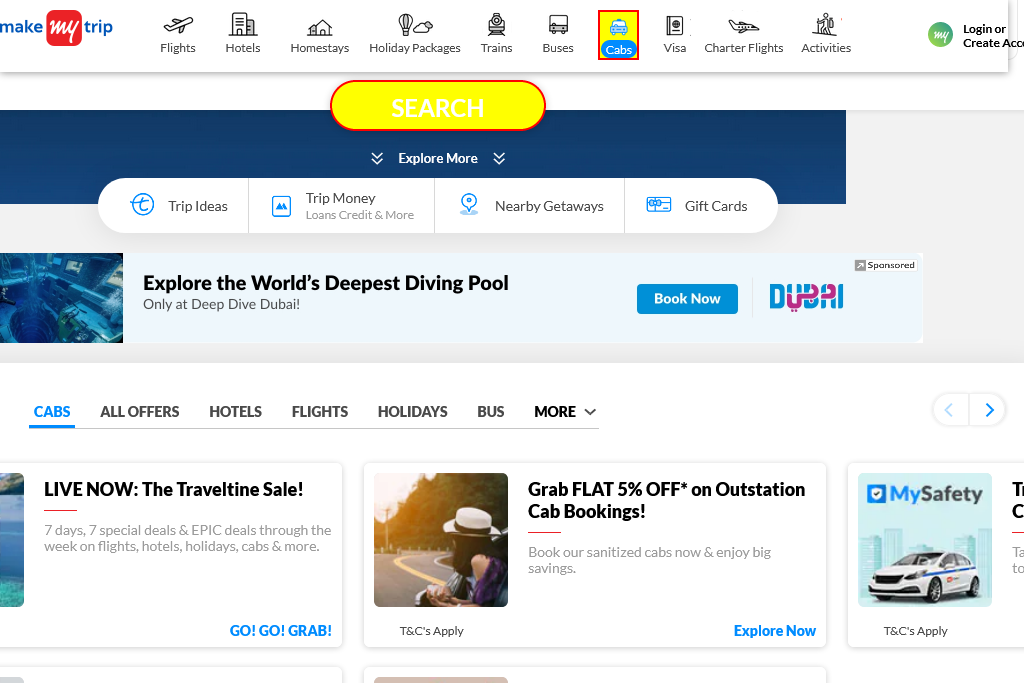 make my trip
Flights
Hotels
Homestays
Holiday Packages
Trains
Buses
Cabs
Visa
Charter Flights
Activities
my
Login or
Create Acco
SEARCH
Explore More
Trip Ideas
Trip Money
Loans Credit & More
Nearby Getaways
Gift Cards
Explore the World's Deepest Diving Pool
Only at Deep Dive Dubai!
Book Now
Sponsored
DUBAI
CABS
ALL OFFERS
HOTELS
FLIGHTS
HOLIDAYS
BUS
MORE
LIVE NOW: The Traveltine Sale!
7 days, 7 special deals & EPIC deals through the
week on flights, hotels, holidays, cabs & more.
GO! GO! GRAB!
Grab FLAT 5% OFF* on Outstation
Cab Bookings!
Book our sanitized cabs now & enjoy big
savings.
T&C's Apply
Explore Now
MySafety
T&C's Apply